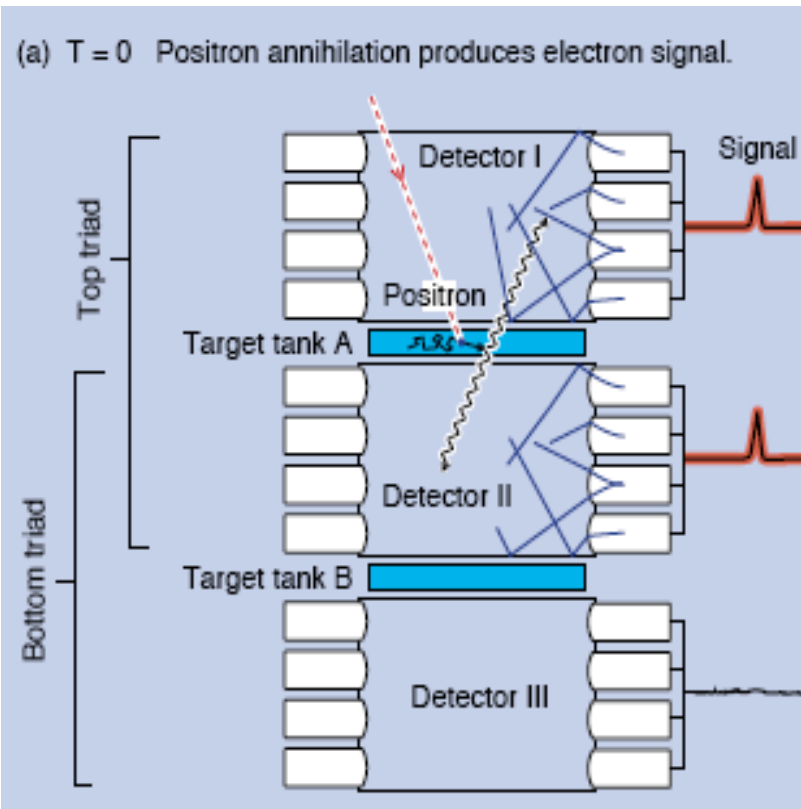 (a) T = 0 Positron annihilation produces electron signal.
Detector I
Signal
Top triad
Positron
Target tank A
Detector II
Target tank B
Bottom triad
Detector III